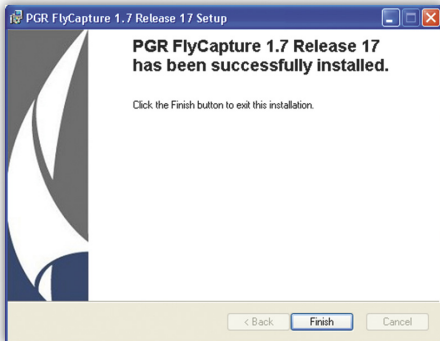 PGR FlyCapture 1.7 Release 17 Setup
PGR FlyCapture 1.7 Release 17
has been successfully installed.
Click the Finish button to exit this installation.
< Back Finish Cancel